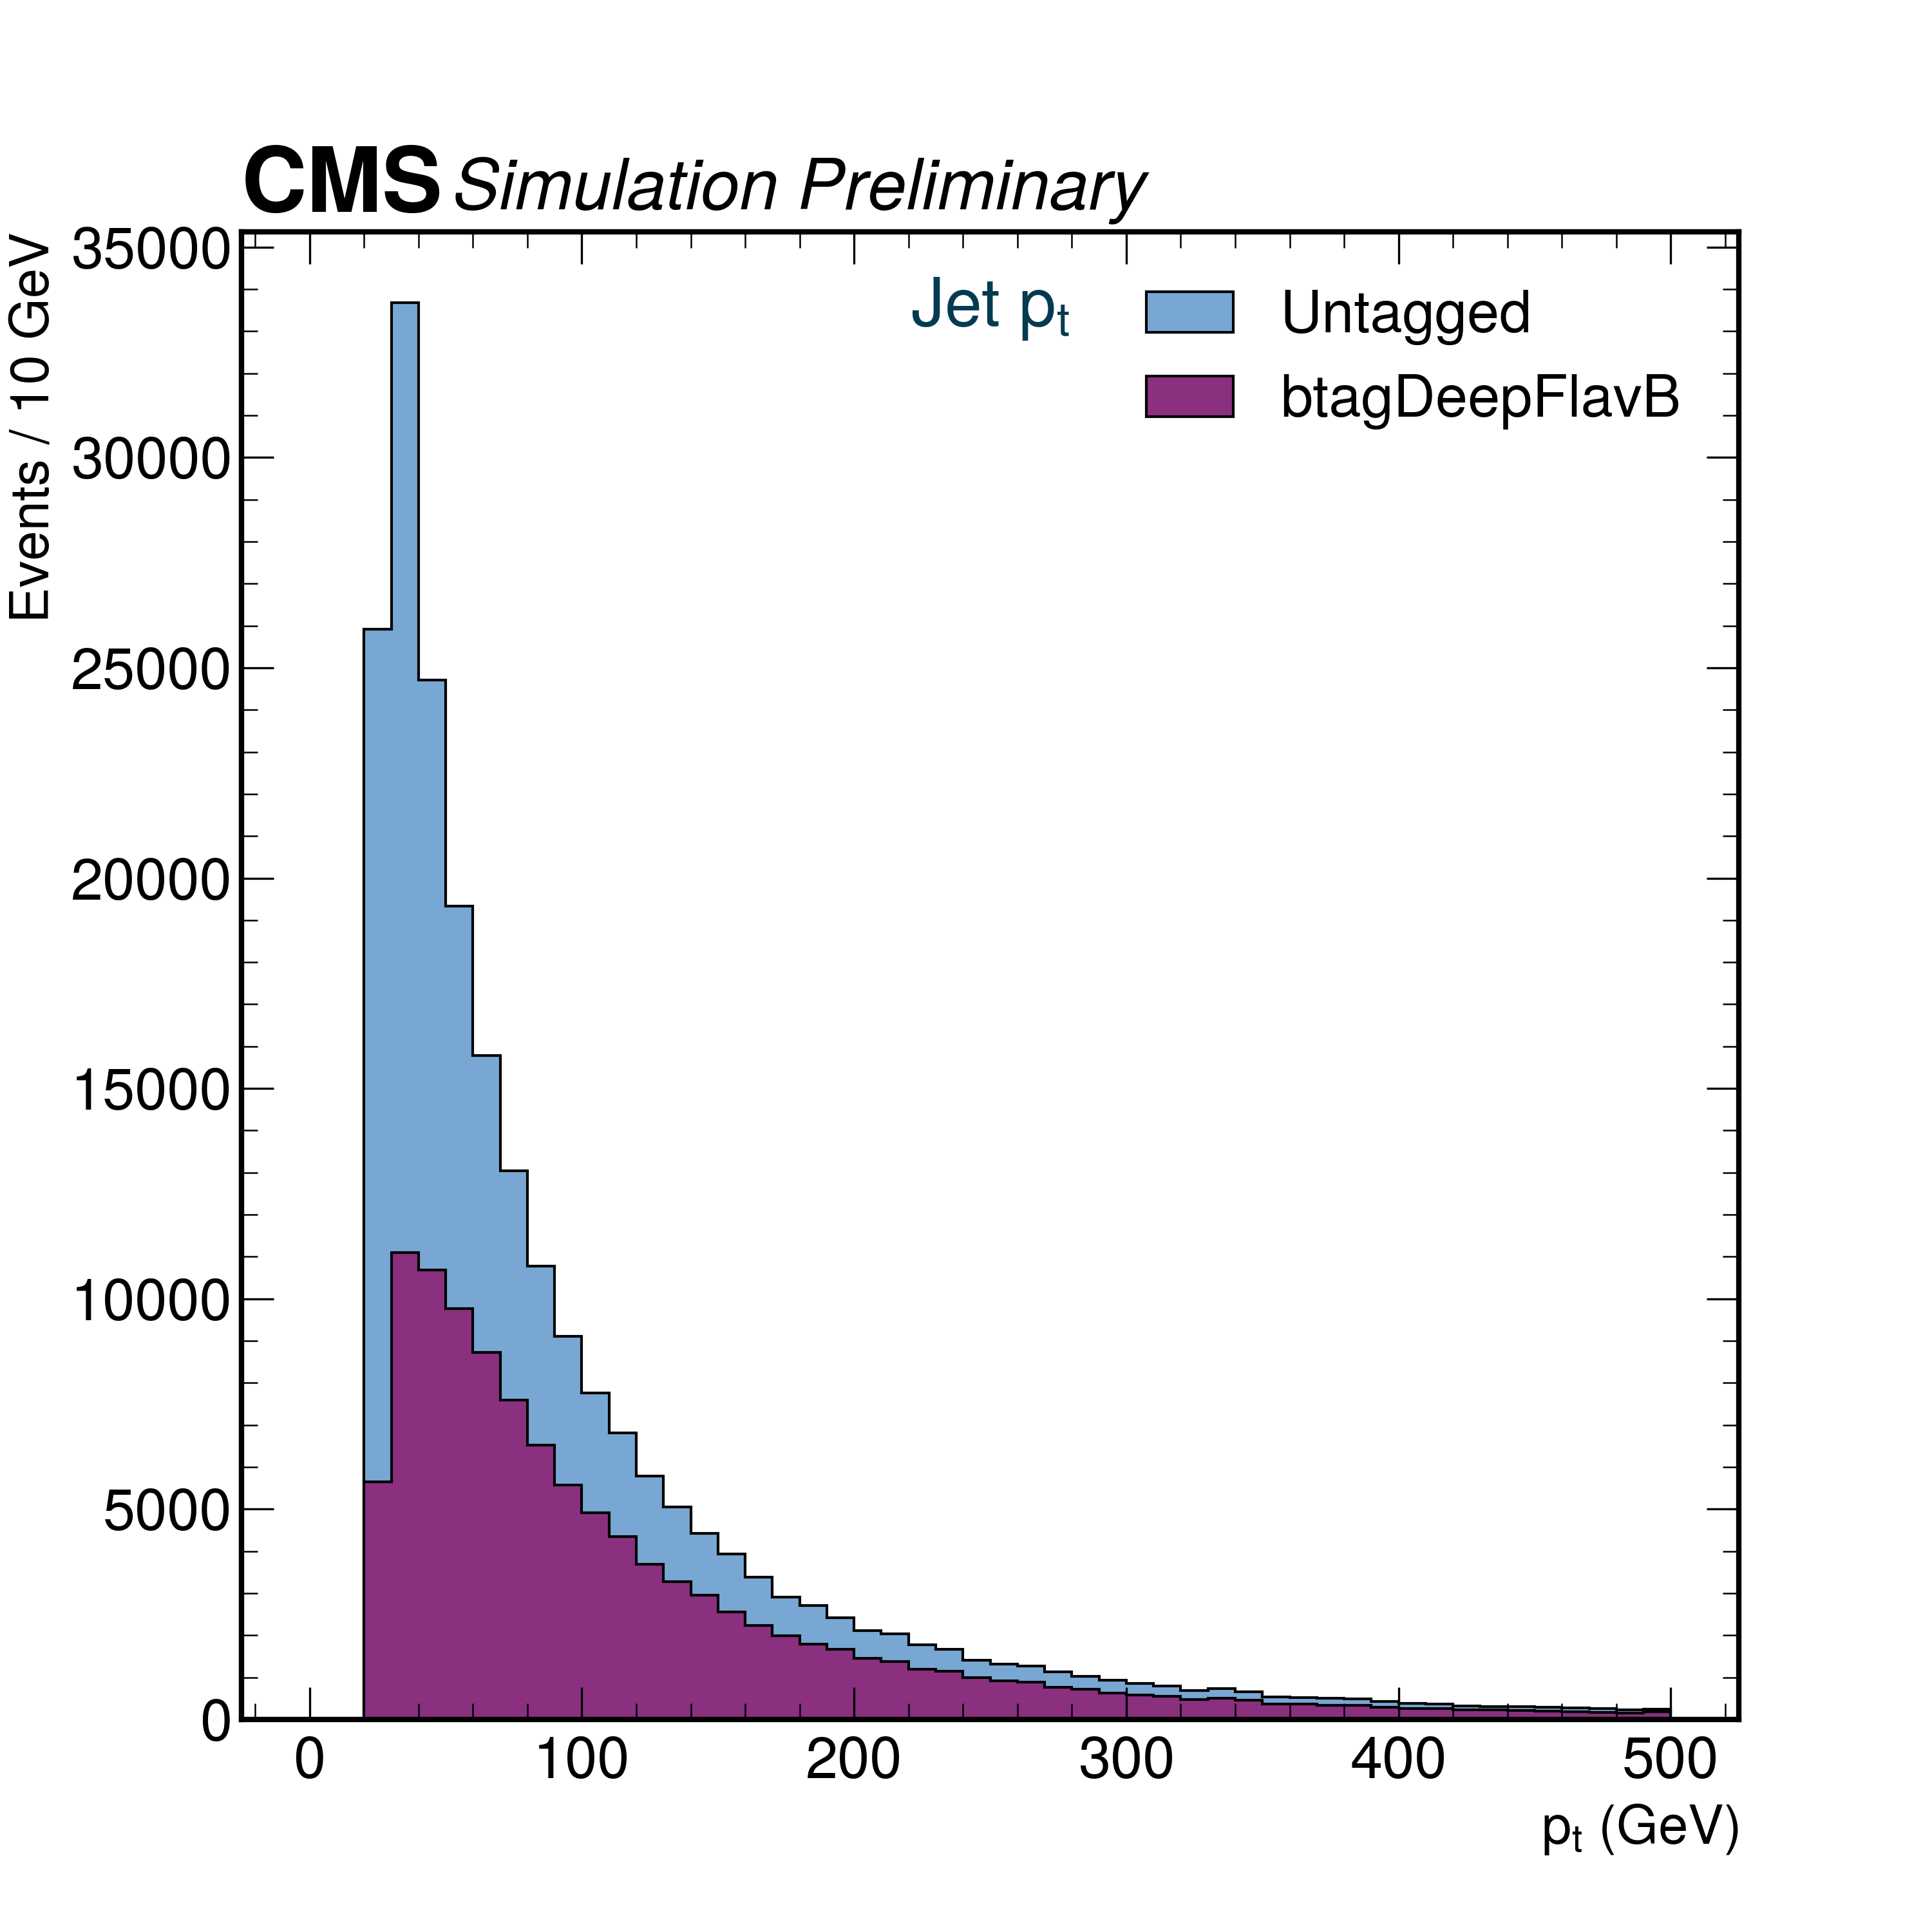 CMS Simulation Preliminary
Events / 10 GeV
35000
30000
25000
20000
15000
10000
5000
0
Jet pt
Untagged
btagDeepFlavB
0 100 200 300 400 500
pt (GeV)